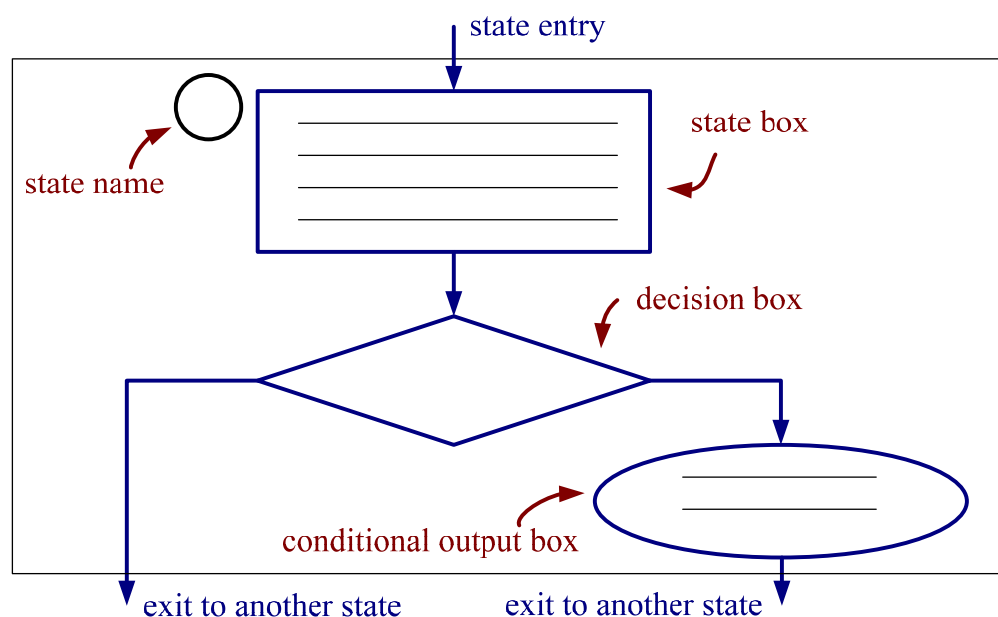 state entry
state box
state name
decision box
conditional output box
exit to another state
exit to another state